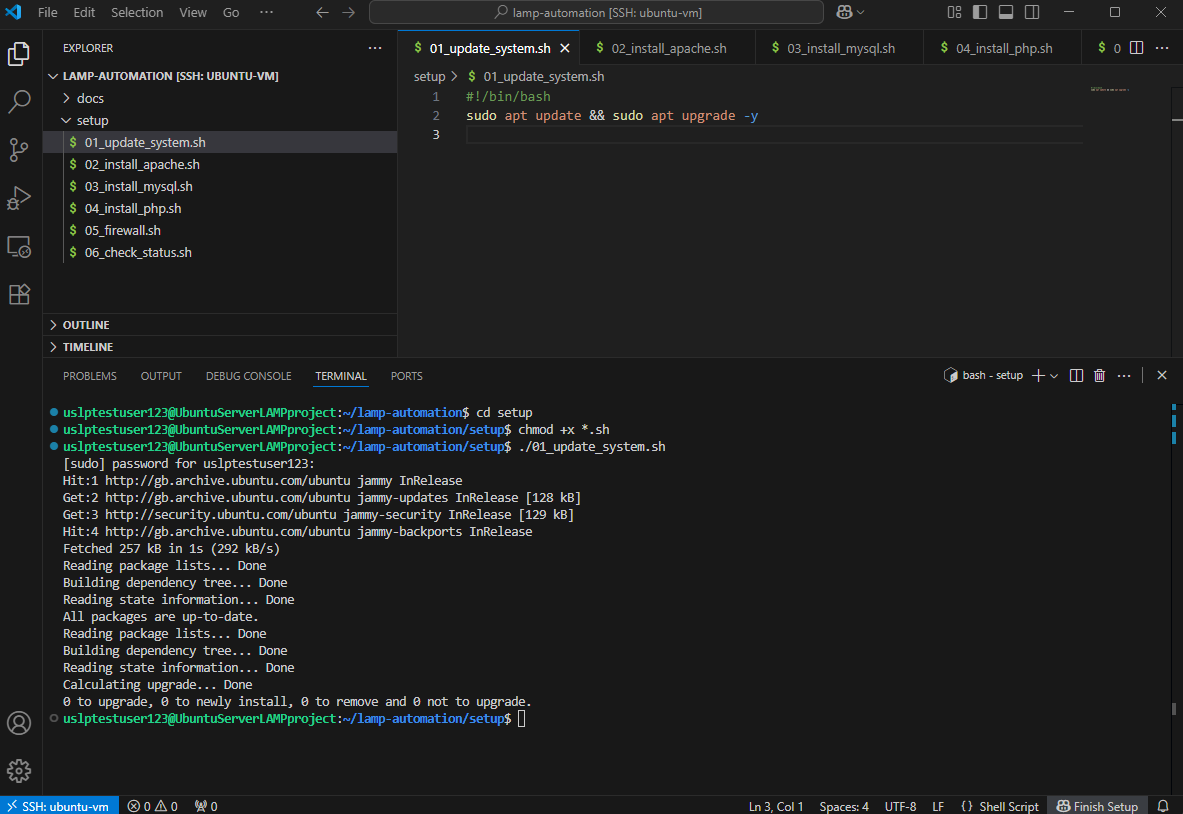 File Edit Selection View Go ··· lamp-automation [SSH: ubuntu-vm]
EXPLORER ···
LAMP-AUTOMATION [SSH: UBUNTU-VM]
docs
setup
$ 01_update_system.sh
$ 02_install_apache.sh
$ 03_install_mysql.sh
$ 04_install_php.sh
$ 05_firewall.sh
$ 06_check_status.sh
OUTLINE
TIMELINE
$ 01_update_system.sh $ 02_install_apache.sh $ 03_install_mysql.sh $ 04_install_php.sh $ 0 ···
setup > $ 01_update_system.sh
1 #!/bin/bash
2 sudo apt update && sudo apt upgrade -y
3
PROBLEMS OUTPUT DEBUG CONSOLE TERMINAL PORTS bash - setup ···
uslptestuser123@UbuntuServerLAMPproject:~/lamp-automation$ cd setup
uslptestuser123@UbuntuServerLAMPproject:~/lamp-automation/setup$ chmod +x *.sh
uslptestuser123@UbuntuServerLAMPproject:~/lamp-automation/setup$ ./01_update_system.sh
[sudo] password for uslptestuser123:
Hit:1 http://gb.archive.ubuntu.com/ubuntu jammy InRelease
Get:2 http://gb.archive.ubuntu.com/ubuntu jammy-updates InRelease [128 kB]
Get:3 http://security.ubuntu.com/ubuntu jammy-security InRelease [129 kB]
Hit:4 http://gb.archive.ubuntu.com/ubuntu jammy-backports InRelease
Fetched 257 kB in 1s (292 kB/s)
Reading package lists... Done
Building dependency tree... Done
Reading state information... Done
All packages are up-to-date.
Reading package lists... Done
Building dependency tree... Done
Reading state information... Done
Calculating upgrade... Done
0 to upgrade, 0 to newly install, 0 to remove and 0 not to upgrade.
uslptestuser123@UbuntuServerLAMPproject:~/lamp-automation/setup$
SSH: ubuntu-vm 0 0 0 Ln 3, Col 1 Spaces: 4 UTF-8 LF {} Shell Script Finish Setup